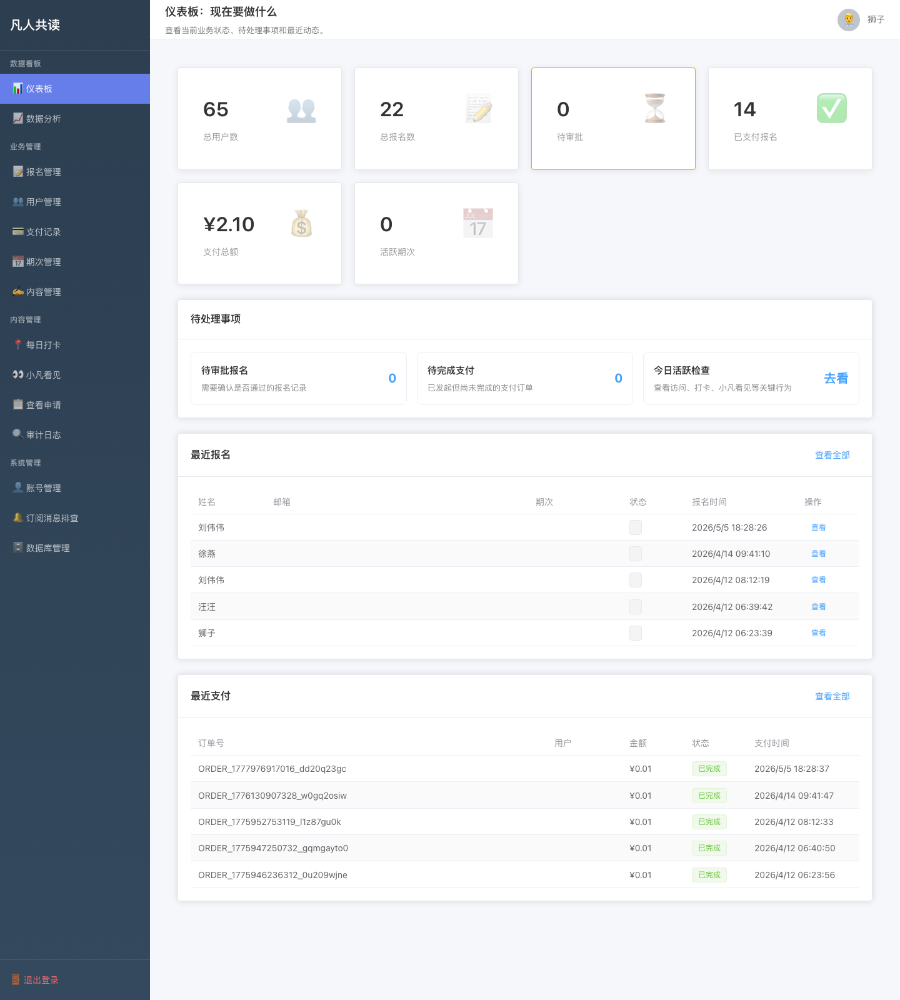 凡人共读
数据看板
仪表板
数据分析
业务管理
报名管理
用户管理
支付记录
期次管理
内容管理
内容管理
每日打卡
小凡看见
查看申请
审计日志
系统管理
账号管理
订阅消息排查
数据库管理
退出登录
仪表板：现在要做什么
查看当前业务状态、待处理事项和最近动态。
狮子
65
总用户数
22
总报名数
0
待审批
14
已支付报名
¥2.10
支付总额
0
活跃期次
JUL
17
待处理事项
待审批报名
需要确认是否通过的报名记录
0
待完成支付
已发起但尚未完成的支付订单
0
今日活跃检查
查看访问、打卡、小凡看见等关键行为
去看
最近报名 查看全部
姓名 邮箱 期次 状态 报名时间 操作
刘伟伟 2026/5/5 18:28:26 查看
徐燕 2026/4/14 09:41:10 查看
刘伟伟 2026/4/12 08:12:19 查看
汪汪 2026/4/12 06:39:42 查看
狮子 2026/4/12 06:23:39 查看
最近支付 查看全部
订单号 用户 金额 状态 支付时间
ORDER_1777976917016_dd20q23gc ¥0.01 已完成 2026/5/5 18:28:37
ORDER_1776130907328_w0gq2osiw ¥0.01 已完成 2026/4/14 09:41:47
ORDER_1775952753119_l1z87gu0k ¥0.01 已完成 2026/4/12 08:12:33
ORDER_1775947250732_gqmgayto0 ¥0.01 已完成 2026/4/12 06:40:50
ORDER_1775946236312_0u209wjne ¥0.01 已完成 2026/4/12 06:23:56